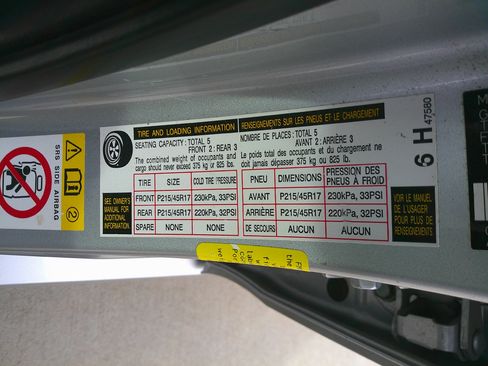 SRS SIDE AIRBAG
2
TIRE AND LOADING INFORMATION
SEATING CAPACITY: TOTAL 5
FRONT 2: REAR 3
The combined weight of occupants and
cargo should never exceed 375 kg or 825 lbs.
SEE OWNER'S
MANUAL FOR
ADDITIONAL
INFORMATION.
TIRE SIZE COLD TIRE PRESSURE
FRONT P215/45R17 230kPa, 33PSI
REAR P215/45R17 220kPa, 32PSI
SPARE NONE NONE
RENSEIGNEMENTS SUR LES PNEUS ET LE CHARGEMENT
NOMBRE DE PLACES: TOTAL 5
AVANT 2: ARRIÈRE 3
Le poids total des occupants et du chargement ne
doit jamais dépasser 375 kg ou 825 lb.
PNEU DIMENSIONS PRESSION DES
PNEUS À FROID
AVANT P215/45R17 230kPa, 33PSI
ARRIÈRE P215/45R17 220kPa, 32PSI
DE SECOURS AUCUN AUCUN
VOIR LE MANUEL
DE L'USAGER
POUR PLUS DE
RENSEIGNEMENTS
6 H 47580